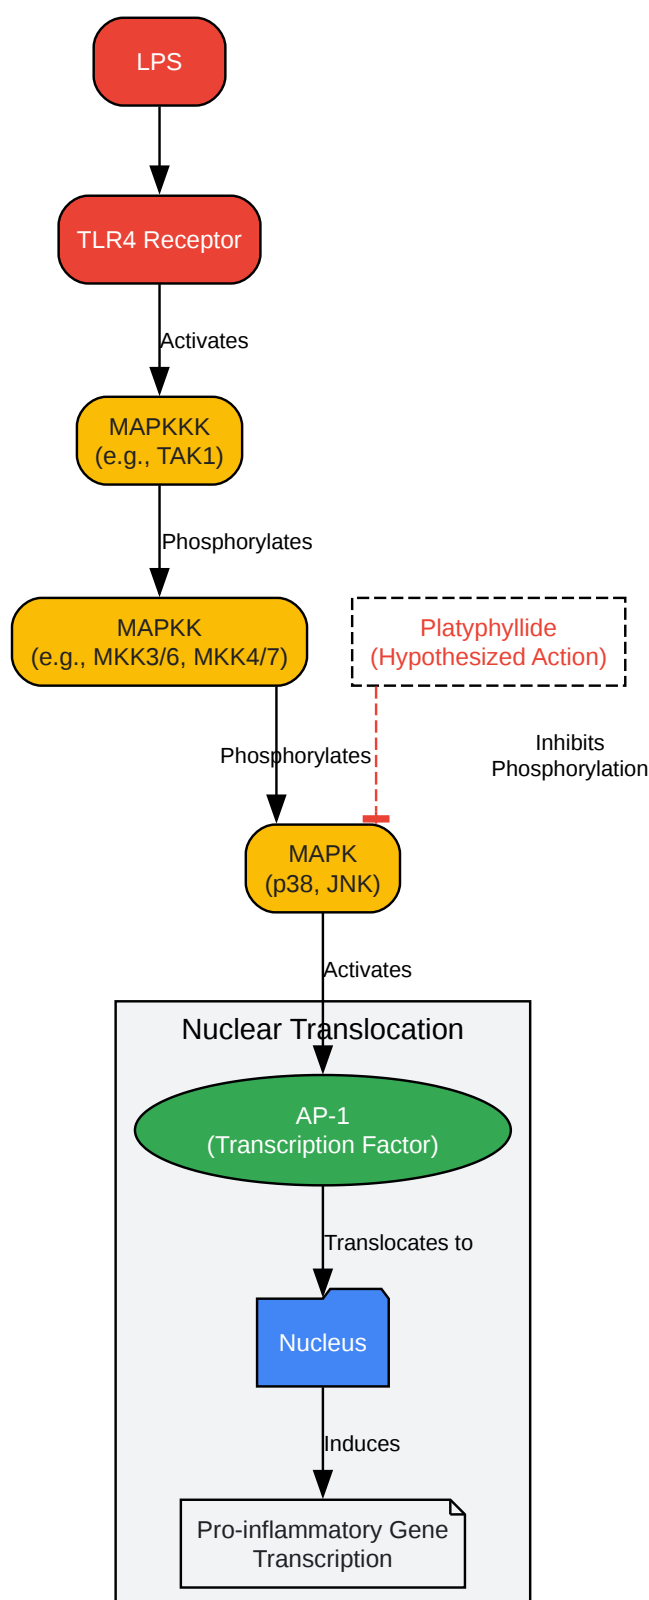 LPS
TLR4 Receptor
Activates
MAPKKK
(e.g., TAK1)
Phosphorylates
MAPKK
(e.g., MKK3/6, MKK4/7)
Platyphyllide
(Hypothesized Action)
Phosphorylates
Inhibits
Phosphorylation
MAPK
(p38, JNK)
Activates
Nuclear Translocation
AP-1
(Transcription Factor)
Translocates to
Nucleus
Induces
Pro-inflammatory Gene
Transcription